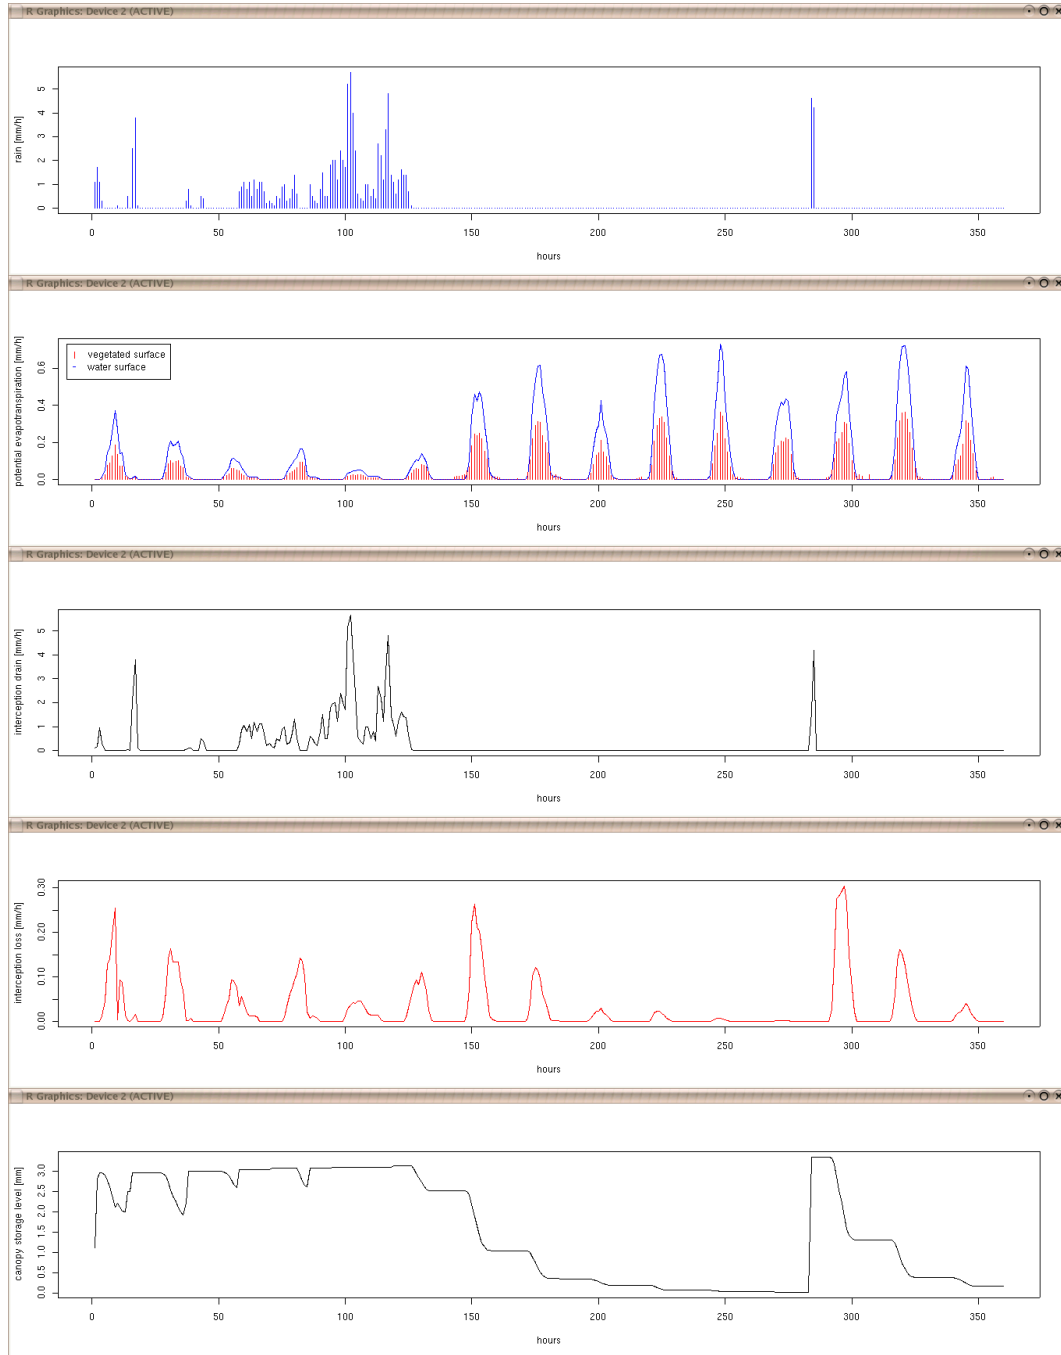 R Graphics: Device 2 (ACTIVE)
rain [mm/h]
5
4
3
2
1
0
0 50 100 150 200 250 300 350
hours
R Graphics: Device 2 (ACTIVE)
potential evapotranspiration [mm/h]
vegetated surface
water surface
0.6
0.4
0.2
0.0
0 50 100 150 200 250 300 350
hours
R Graphics: Device 2 (ACTIVE)
interception drain [mm/h]
5
4
3
2
1
0
0 50 100 150 200 250 300 350
hours
R Graphics: Device 2 (ACTIVE)
interception loss [mm/h]
0.30
0.20
0.10
0.00
0 50 100 150 200 250 300 350
hours
R Graphics: Device 2 (ACTIVE)
canopy storage level [mm]
3.0
2.5
2.0
1.5
1.0
0.5
0.0
0 50 100 150 200 250 300 350
hours